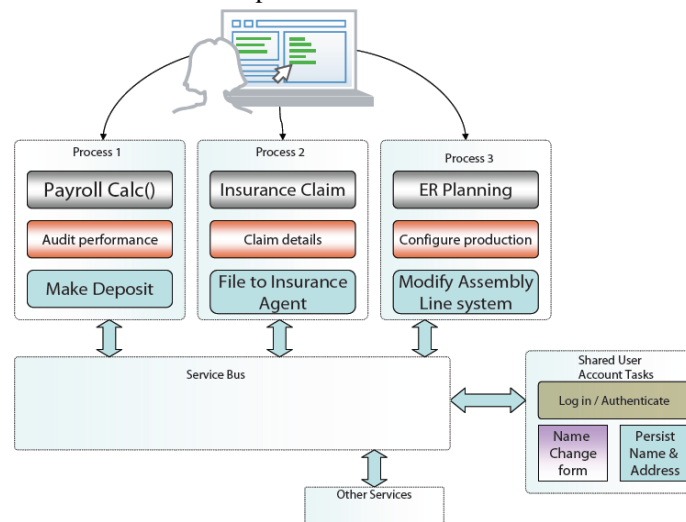 Process 1
Process 2
Process 3
Payroll Calc()
Insurance Claim
ER Planning
Audit performance
Claim details
Configure production
Make Deposit
File to Insurance
Agent
Modify Assembly
Line system
Service Bus
Shared User
Account Tasks
Log in / Authenticate
Name
Change
form
Persist
Name &
Address
Other Services